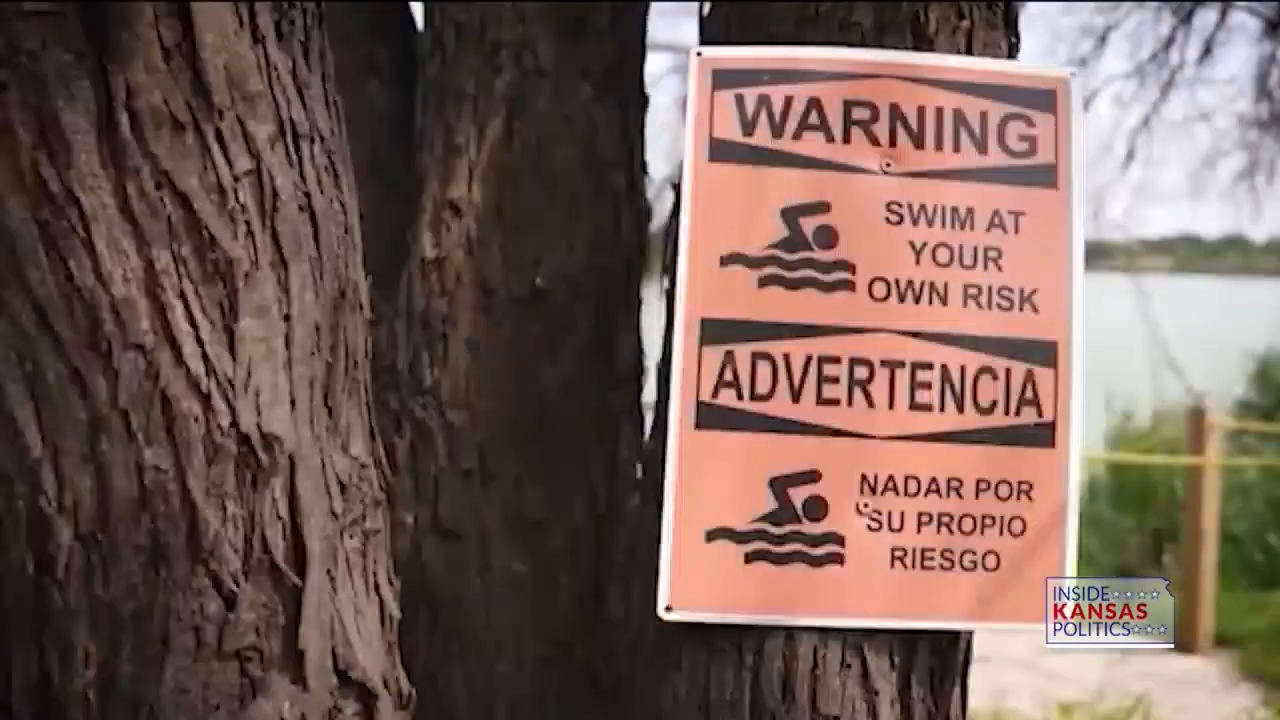 WARNING
SWIM AT
YOUR
OWN RISK
ADVERTENCIA
NADAR POR
SU PROPIO
RIESGO
INSIDE
KANSAS
POLITICS